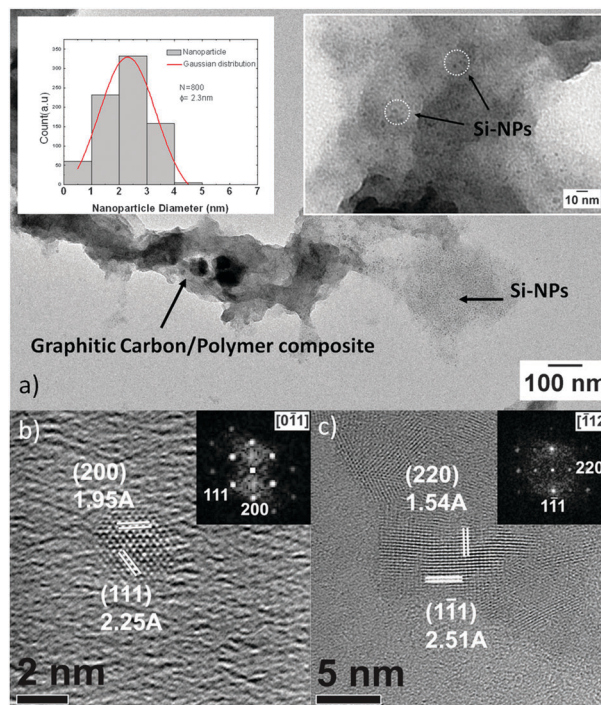 350
300
250
200
150
100
50
0
Count(a.u)
Nanoparticle
Gaussian distribution
N=800
ϕ= 2.3nm
0 1 2 3 4 5 6 7
Nanoparticle Diameter (nm)
Si-NPs
10 nm
Si-NPs
Graphitic Carbon/Polymer composite
a)
100 nm
b)
[01̄1]
(200)
1.95A
111
200
(111)
2.25A
2 nm
c)
[1̄12]
(220)
1.54A
220
11̄1
(11̄1)
2.51A
5 nm